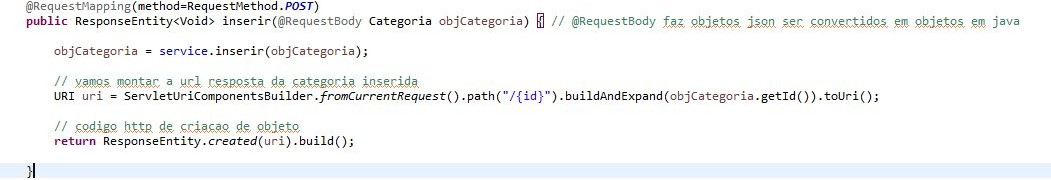 @RequestMapping(method=RequestMethod.POST)
public ResponseEntity<Void> inserir(@RequestBody Categoria objCategoria) { // @RequestBody faz objetos json ser convertidos em objetos em java
objCategoria = service.inserir(objCategoria);
// vamos montar a url resposta da categoria inserida
URI uri = ServletUriComponentsBuilder.fromCurrentRequest().path("/{id}").buildAndExpand(objCategoria.getId()).toUri();
// codigo http de criacao de objeto
return ResponseEntity.created(uri).build();
}